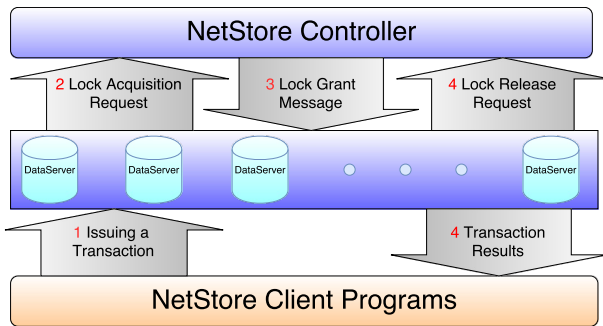 NetStore Controller
2 Lock Acquisition
Request
3 Lock Grant
Message
4 Lock Release
Request
DataServer
DataServer
DataServer
DataServer
1 Issuing a
Transaction
4 Transaction
Results
NetStore Client Programs